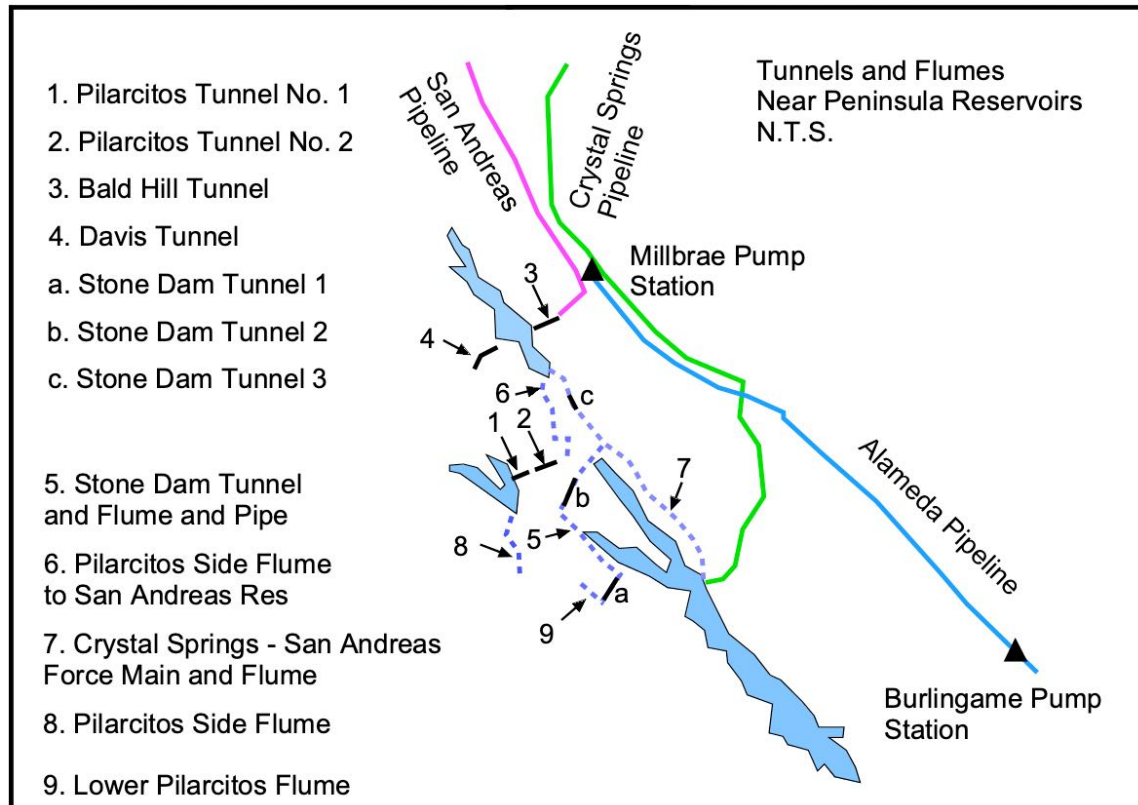 1. Pilarcitos Tunnel No. 1
2. Pilarcitos Tunnel No. 2
3. Bald Hill Tunnel
4. Davis Tunnel
a. Stone Dam Tunnel 1
b. Stone Dam Tunnel 2
c. Stone Dam Tunnel 3
5. Stone Dam Tunnel
and Flume and Pipe
6. Pilarcitos Side Flume
to San Andreas Res
7. Crystal Springs - San Andreas
Force Main and Flume
8. Pilarcitos Side Flume
9. Lower Pilarcitos Flume
San Andreas
Pipeline
Crystal Springs
Pipeline
Tunnels and Flumes
Near Peninsula Reservoirs
N.T.S.
Millbrae Pump
Station
3
4
6
c
1
2
7
b
5
8
a
9
Alameda Pipeline
Burlingame Pump
Station